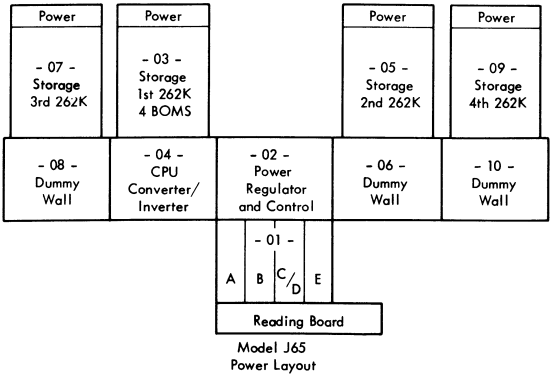 Power
Power
Power
Power
- 07 -
Storage
3rd 262K
- 03 -
Storage
1st 262K
4 BOMS
- 05 -
Storage
2nd 262K
- 09 -
Storage
4th 262K
- 08 -
Dummy
Wall
- 04 -
CPU
Converter/
Inverter
- 02 -
Power
Regulator
and Control
- 06 -
Dummy
Wall
- 10 -
Dummy
Wall
- 01 -
A
B
C/D
E
Reading Board
Model J65
Power Layout